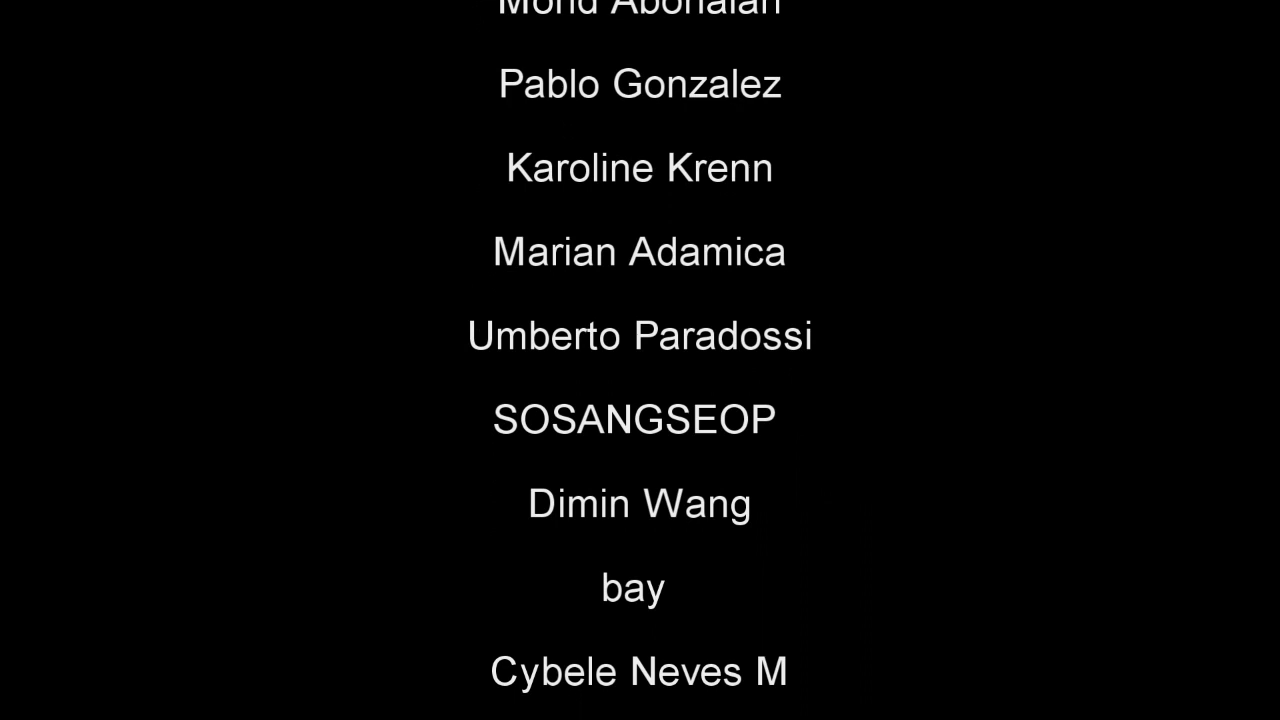 Pablo Gonzalez
Karoline Krenn
Marian Adamica
Umberto Paradossi
SOSANGSEOP
Dimin Wang
bay
Cybele Neves M